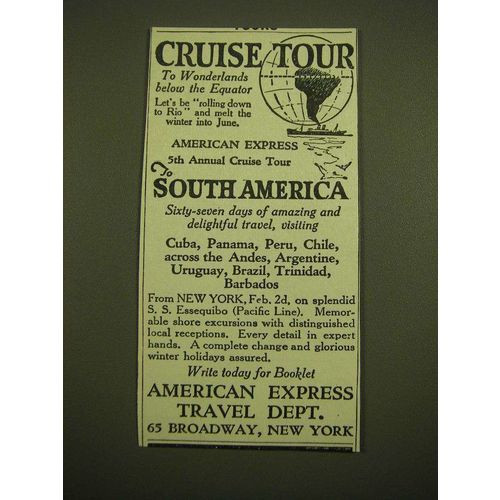 TOURS
CRUISE TOUR
To Wonderlands
below the Equator
Let's be "rolling down
to Rio" and melt the
winter into June.
AMERICAN EXPRESS
5th Annual Cruise Tour
To
SOUTH AMERICA
Sixty-seven days of amazing and
delightful travel, visiting
Cuba, Panama, Peru, Chile,
across the Andes, Argentine,
Uruguay, Brazil, Trinidad,
Barbados
From NEW YORK, Feb. 2d, on splendid
S. S. Essequibo (Pacific Line). Memor-
able shore excursions with distinguished
local receptions. Every detail in expert
hands. A complete change and glorious
winter holidays assured.
Write today for Booklet
AMERICAN EXPRESS
TRAVEL DEPT.
65 BROADWAY, NEW YORK